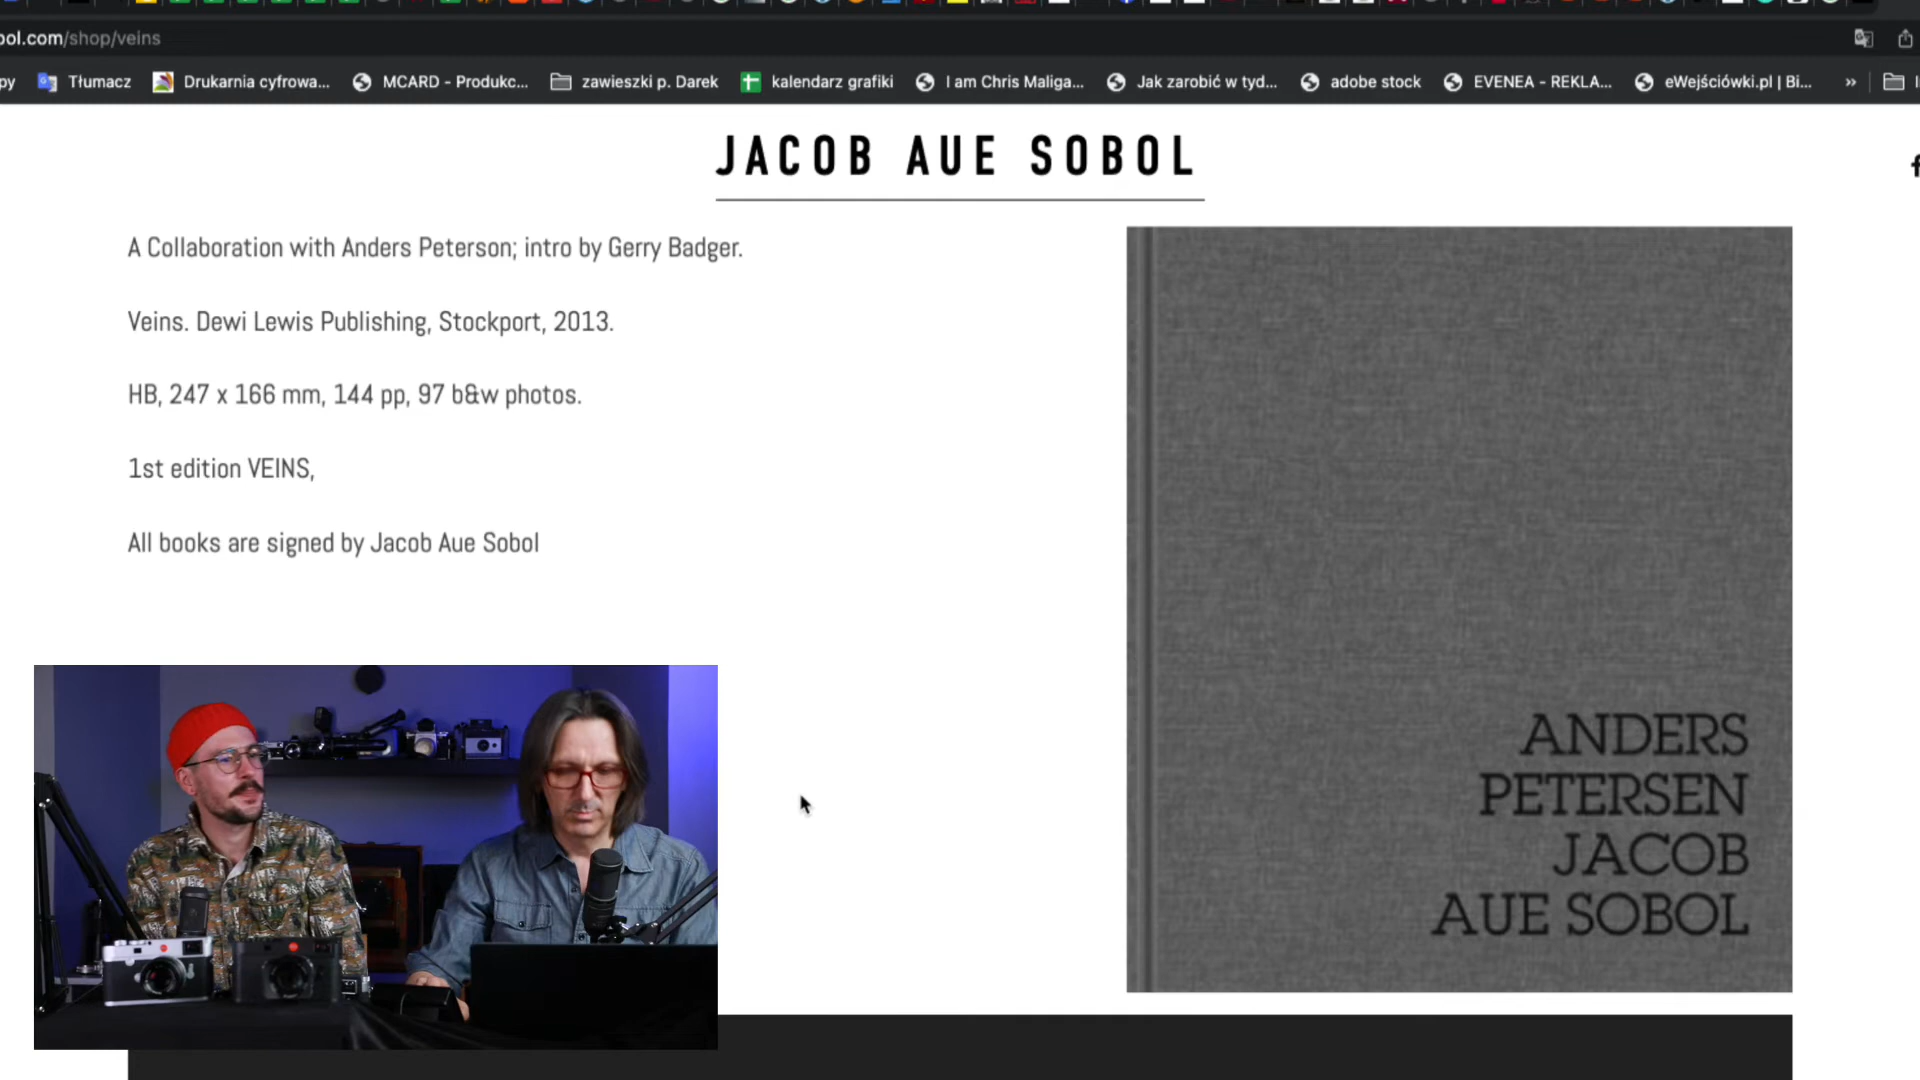 ol.com/shop/veins
py Tłumacz Drukarnia cyfrowa... MCARD - Produkc... zawieszki p. Darek kalendarz grafiki I am Chris Maliga... Jak zarobić w tyd... adobe stock EVENEA - REKLA... eWejściówki.pl | Bi... »
JACOB AUE SOBOL
A Collaboration with Anders Peterson; intro by Gerry Badger.
Veins. Dewi Lewis Publishing, Stockport, 2013.
HB, 247 x 166 mm, 144 pp, 97 b&w photos.
1st edition VEINS,
All books are signed by Jacob Aue Sobol
ANDERS
PETERSEN
JACOB
AUE SOBOL